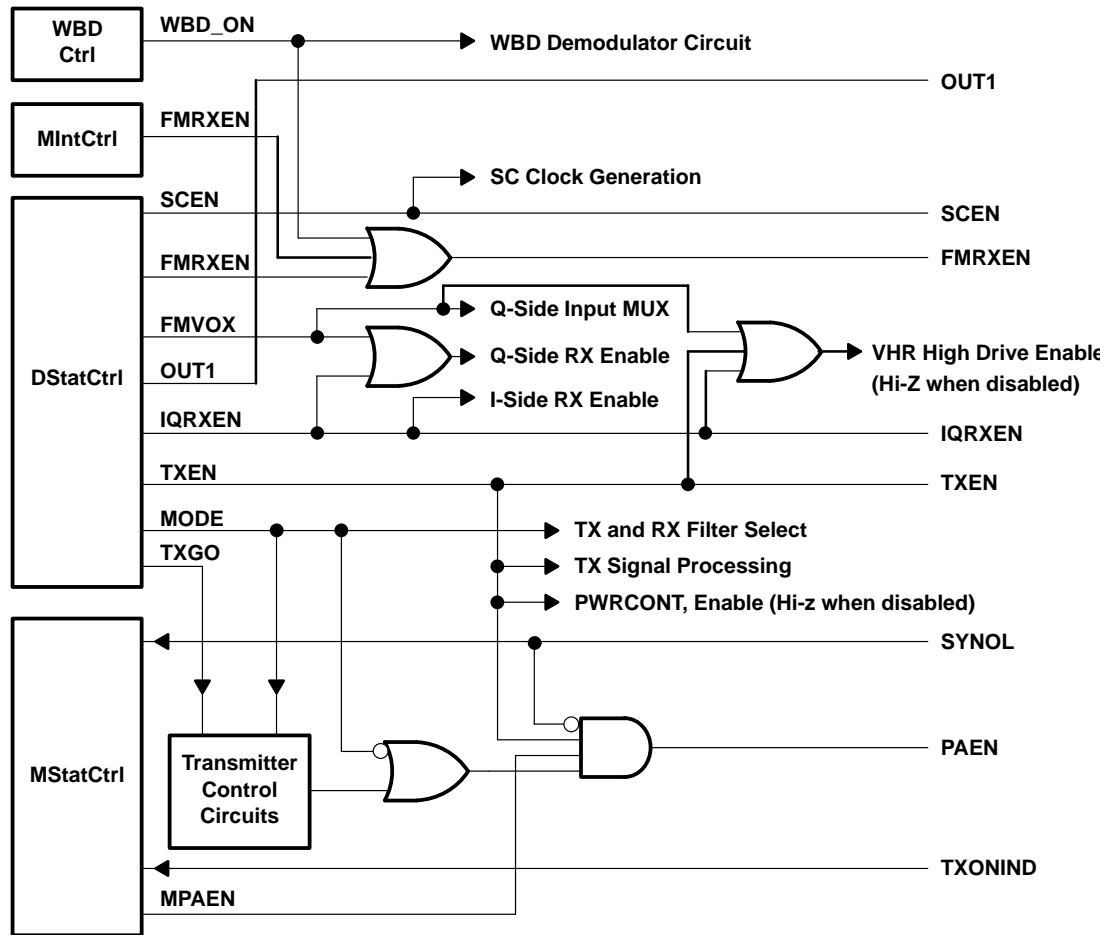 WBD
Ctrl
WBD_ON
WBD Demodulator Circuit
OUT1
MIntCtrl
FMRXEN
SC Clock Generation
SCEN
SCEN
FMRXEN
FMRXEN
DStatCtrl
FMVOX
Q-Side Input MUX
Q-Side RX Enable
OUT1
I-Side RX Enable
VHR High Drive Enable
(Hi-Z when disabled)
IQRXEN
IQRXEN
TXEN
TXEN
MODE
TX and RX Filter Select
TXGO
TX Signal Processing
PWRCONT, Enable (Hi-z when disabled)
SYNOL
MStatCtrl
Transmitter
Control
Circuits
PAEN
TXONIND
MPAEN